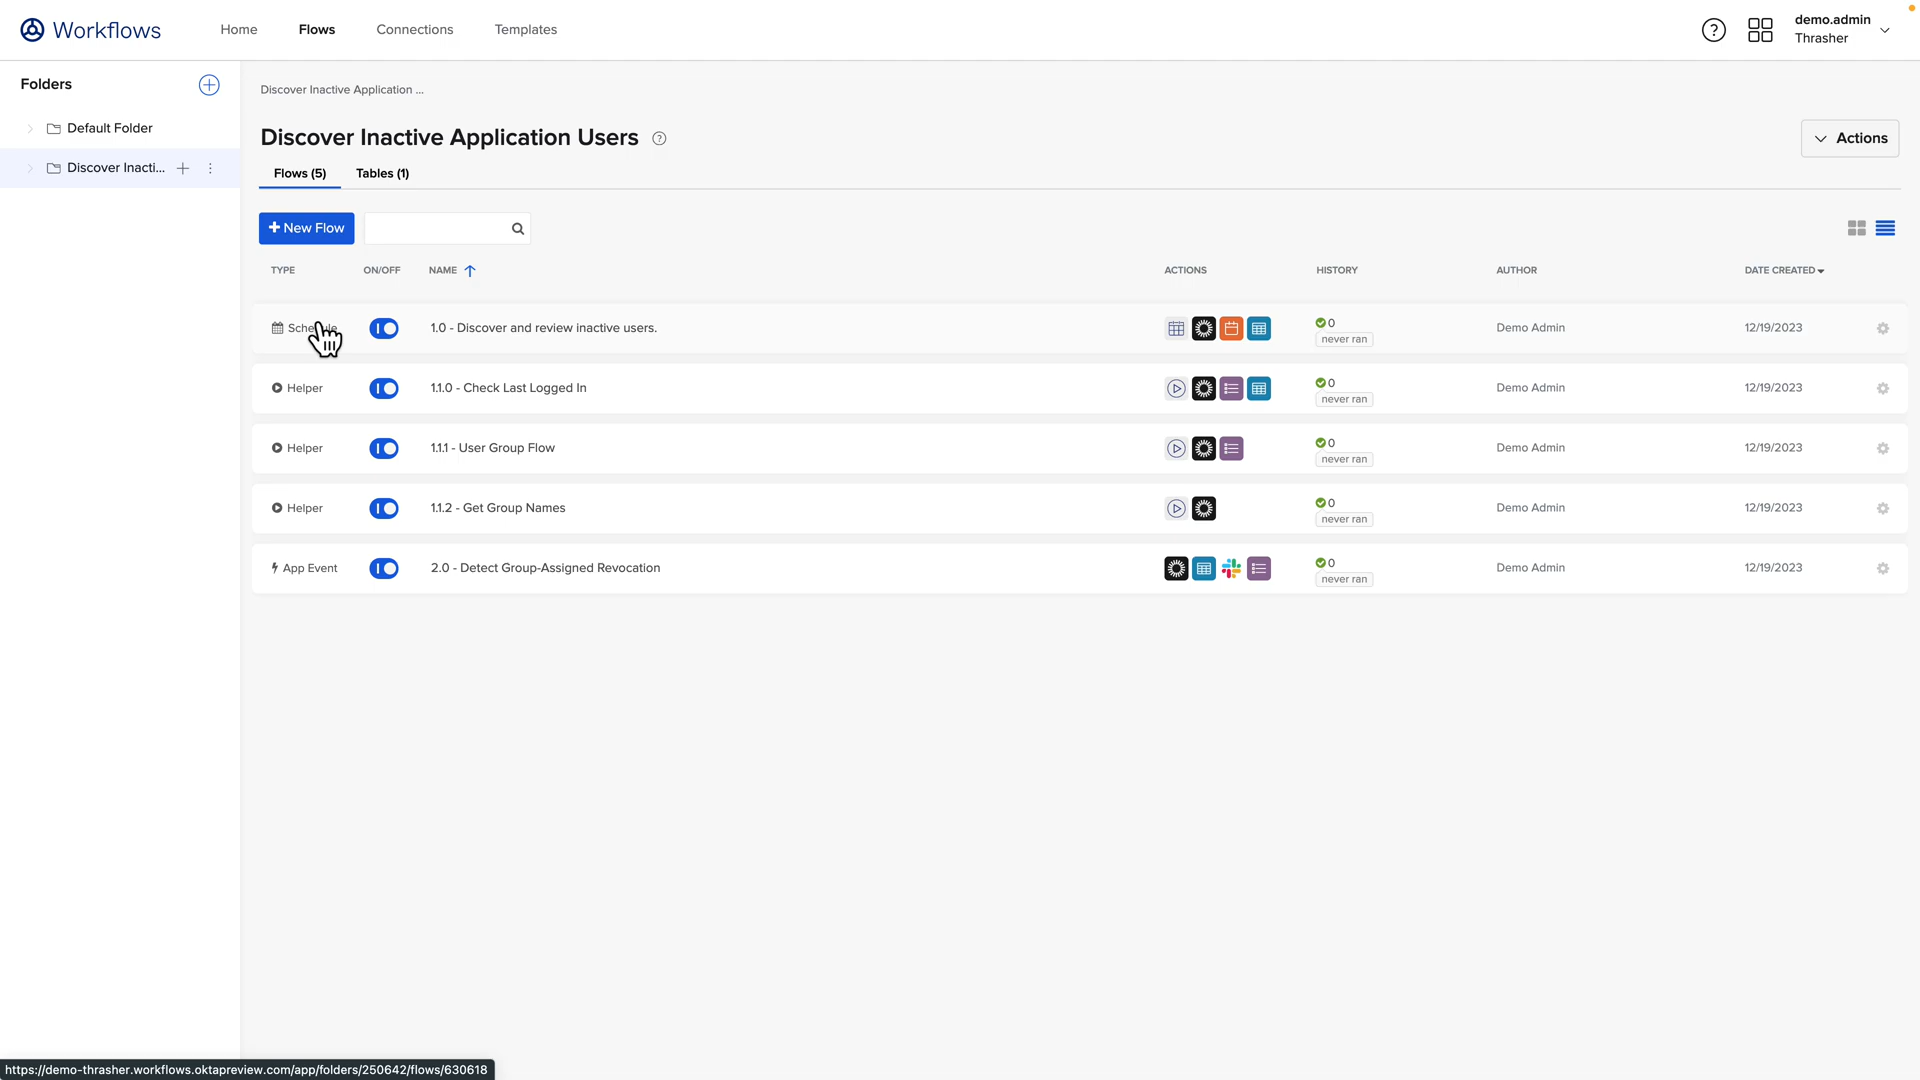 Workflows
Home
Flows
Connections
Templates
demo.admin
Thrasher
Folders
Default Folder
Discover Inacti...
Discover Inactive Application ...
Discover Inactive Application Users
Actions
Flows (5)
Tables (1)
New Flow
TYPE
ON/OFF
NAME
ACTIONS
HISTORY
AUTHOR
DATE CREATED
1.0 - Discover and review inactive users.
0
never ran
Demo Admin
12/19/2023
Helper
1.1.0 - Check Last Logged In
0
never ran
Demo Admin
12/19/2023
Helper
1.1.1 - User Group Flow
0
never ran
Demo Admin
12/19/2023
Helper
1.1.2 - Get Group Names
0
never ran
Demo Admin
12/19/2023
App Event
2.0 - Detect Group-Assigned Revocation
0
never ran
Demo Admin
12/19/2023
https://demo-thrasher.workflows.oktapreview.com/app/folders/250642/flows/630618